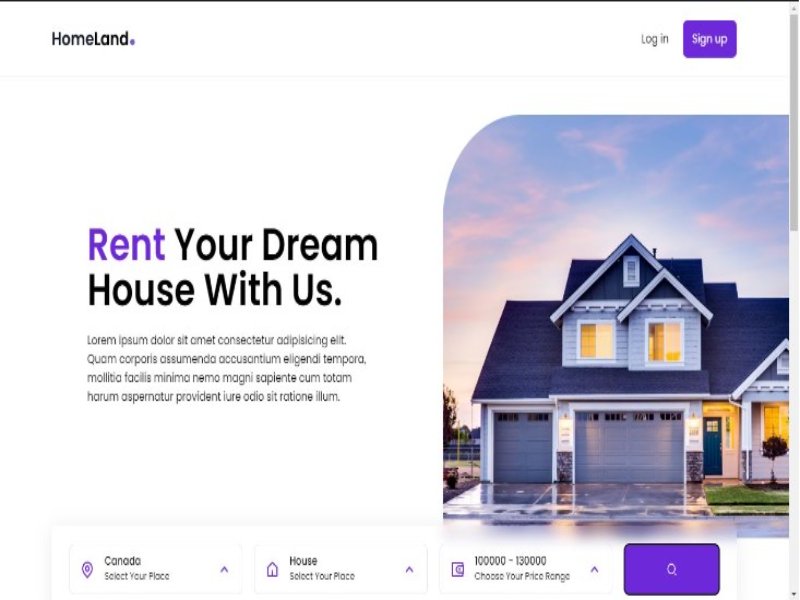 HomeLand.
Log in
Sign up
Rent Your Dream
House With Us.
Lorem ipsum dolor sit amet consectetur adipisicing elit.
Quam corporis assumenda accusantium eligendi tempora,
mollitia facilis minima nemo magni sapiente cum totam
harum aspernatur provident iure odio sit ratione illum.
Canada
Select Your Place
House
Select Your Place
100000 - 130000
Choose Your Price Range